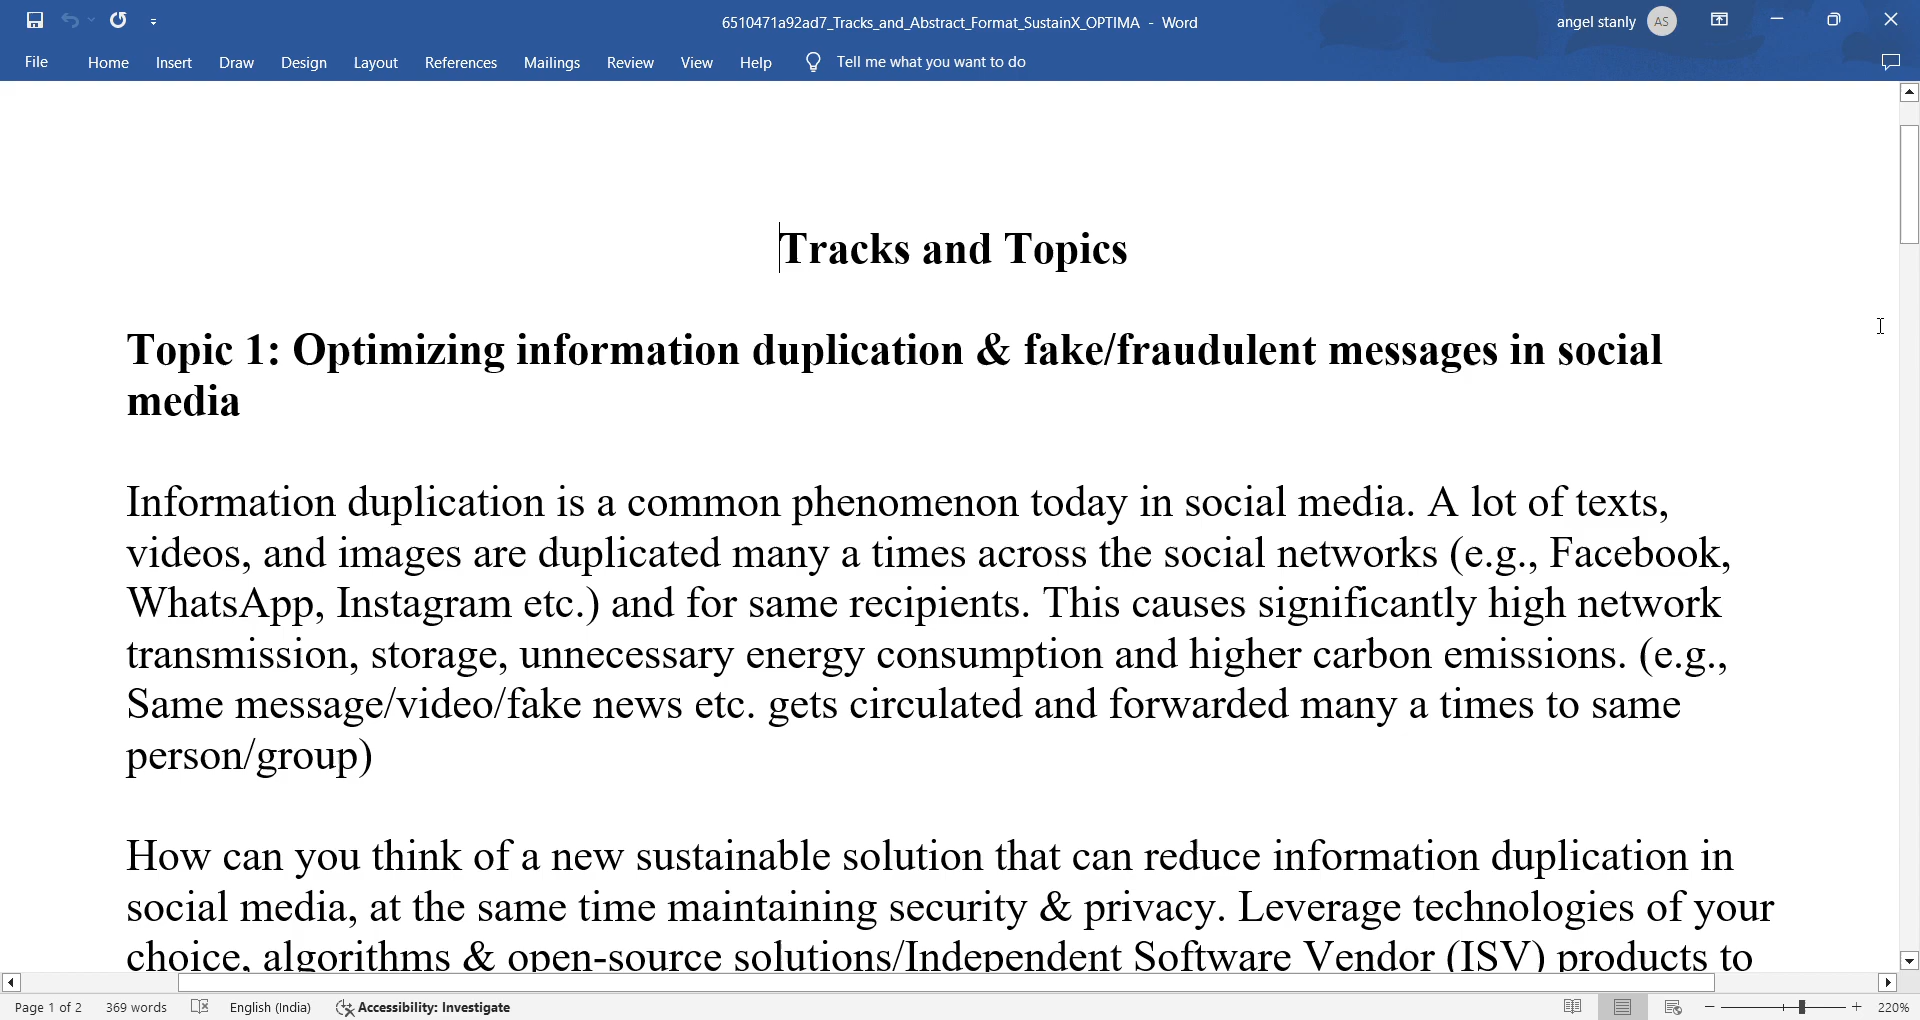 6510471a92ad7_Tracks_and_Abstract_Format_SustainX_OPTIMA - Word
angel stanly AS
File Home Insert Draw Design Layout References Mailings Review View Help Tell me what you want to do
Tracks and Topics
Topic 1: Optimizing information duplication & fake/fraudulent messages in social
media
Information duplication is a common phenomenon today in social media. A lot of texts,
videos, and images are duplicated many a times across the social networks (e.g., Facebook,
WhatsApp, Instagram etc.) and for same recipients. This causes significantly high network
transmission, storage, unnecessary energy consumption and higher carbon emissions. (e.g.,
Same message/video/fake news etc. gets circulated and forwarded many a times to same
person/group)
How can you think of a new sustainable solution that can reduce information duplication in
social media, at the same time maintaining security & privacy. Leverage technologies of your
choice, algorithms & open-source solutions/Independent Software Vendor (ISV) products to
Page 1 of 2 369 words English (India) Accessibility: Investigate 220%